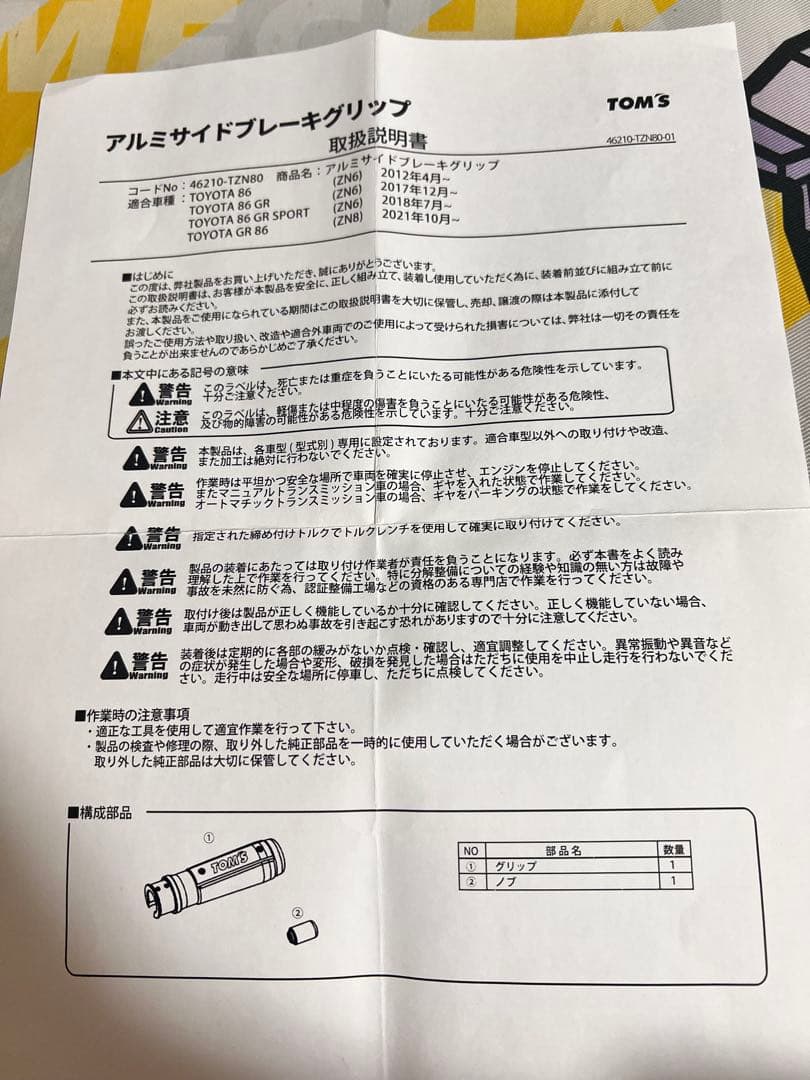 TOM'S
アルミサイドブレーキグリップ
取扱説明書
46210-TZN80-01
コードNo：46210-TZN80 商品名：アルミサイドブレーキグリップ
適合車種：TOYOTA 86 (ZN6) 2012年4月~
TOYOTA 86 GR (ZN6) 2017年12月~
TOYOTA 86 GR SPORT (ZN6) 2018年7月~
TOYOTA GR 86 (ZN8) 2021年10月~
■はじめに
この度は、弊社製品をお買い上げいただき、誠にありがとうございます。
この取扱説明書は、お客様が本製品を安全に、正しく組み立て、装着し使用していただく為に、装着前並びに組み立て前に
必ずお読みください。
また、本製品をご使用になられている期間はこの取扱説明書を大切に保管し、売却、譲渡の際は本製品に添付して
お渡しください。
誤ったご使用方法や取り扱い、改造や適合外車両でのご使用によって受けられた損害については、弊社は一切その責任を
負うことが出来ませんのであらかじめご了承ください。
■本文中にある記号の意味
警告 Warning このラベルは、死亡または重症を負うことにいたる可能性がある危険性を示しています。
十分ご注意ください。
注意 Caution このラベルは、軽傷または中程度の傷害を負うことにいたる可能性がある危険性、
及び物的障害の可能性がある危険性を示しています。十分ご注意ください。
警告 Warning 本製品は、各車型(型式別)専用に設定されております。適合車型以外への取り付けや改造、
また加工は絶対に行わないでください。
警告 Warning 作業時は平坦かつ安全な場所で車両を確実に停止させ、エンジンを停止してください。
またマニュアルトランスミッション車の場合、ギヤを入れた状態で作業してください。
オートマチックトランスミッション車の場合、ギヤをパーキングの状態で作業をしてください。
警告 Warning 指定された締め付けトルクでトルクレンチを使用して確実に取り付けてください。
警告 Warning 製品の装着にあたっては取り付け作業者が責任を負うことになります。必ず本書をよく読み
理解した上で作業を行ってください。特に分解整備についての経験や知識の無い方は故障や
事故を未然に防ぐ為、認証整備工場などの資格のある専門店で作業を行ってください。
警告 Warning 取付け後は製品が正しく機能しているか十分に確認してください。正しく機能していない場合、
車両が動き出して思わぬ事故を引き起こす恐れがありますので十分に注意してください。
警告 Warning 装着後は定期的に各部の緩みがないか点検・確認し、適宜調整してください。異常振動や異音など
の症状が発生した場合や変形、破損を発見した場合はただちに使用を中止し走行を行わないでくだ
さい。走行中は安全な場所に停車し、ただちに点検してください。
■作業時の注意事項
・適正な工具を使用して適宜作業を行って下さい。
・製品の検査や修理の際、取り外した純正部品を一時的に使用していただく場合がございます。
取り外した純正部品は大切に保管してください。
■構成部品
①
TOM'S
②
NO 部品名 数量
① グリップ 1
② ノブ 1